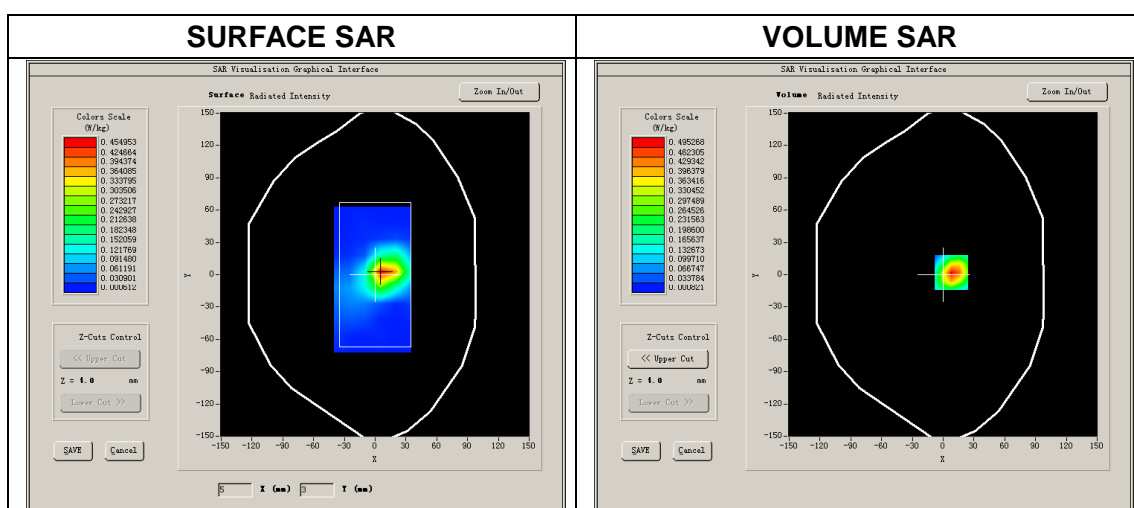 SURFACE SAR
VOLUME SAR
SAR Visualisation Graphical Interface
Surface Radiated Intensity
Zoom In/Out
Colors Scale
(W/kg)
0.454953
0.424664
0.394374
0.364085
0.333795
0.303506
0.273217
0.242927
0.212638
0.182348
0.152059
0.121769
0.091480
0.061191
0.030901
0.000612
Z-Cuts Control
<< Upper Cut
Z = 4.0 mm
Lower Cut >>
SAVE
Cancel
150
120
90
60
30
0
-30
-60
-90
-120
-150
Y
-150 -120 -90 -60 -30 0 30 60 90 120 150
X
5 X (mm) 3 Y (mm)
SAR Visualisation Graphical Interface
Volume Radiated Intensity
Zoom In/Out
Colors Scale
(W/kg)
0.495268
0.462305
0.429342
0.396379
0.363416
0.330452
0.297489
0.264526
0.231563
0.198600
0.165637
0.132673
0.099710
0.066747
0.033784
0.000821
Z-Cuts Control
<< Upper Cut
Z = 4.0 mm
Lower Cut >>
SAVE
Cancel
150
120
90
60
30
0
-30
-60
-90
-120
-150
Y
-150 -120 -90 -60 -30 0 30 60 90 120 150
X